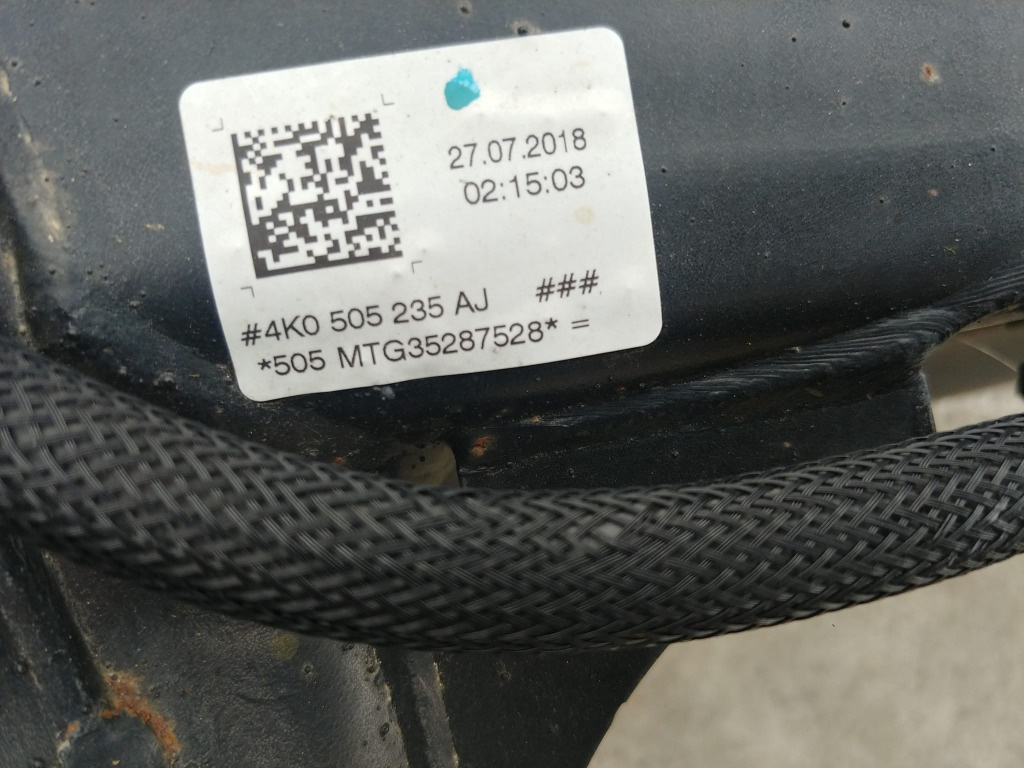 27.07.2018
02:15:03
#4K0 505 235 AJ ###
*505 MTG35287528* =